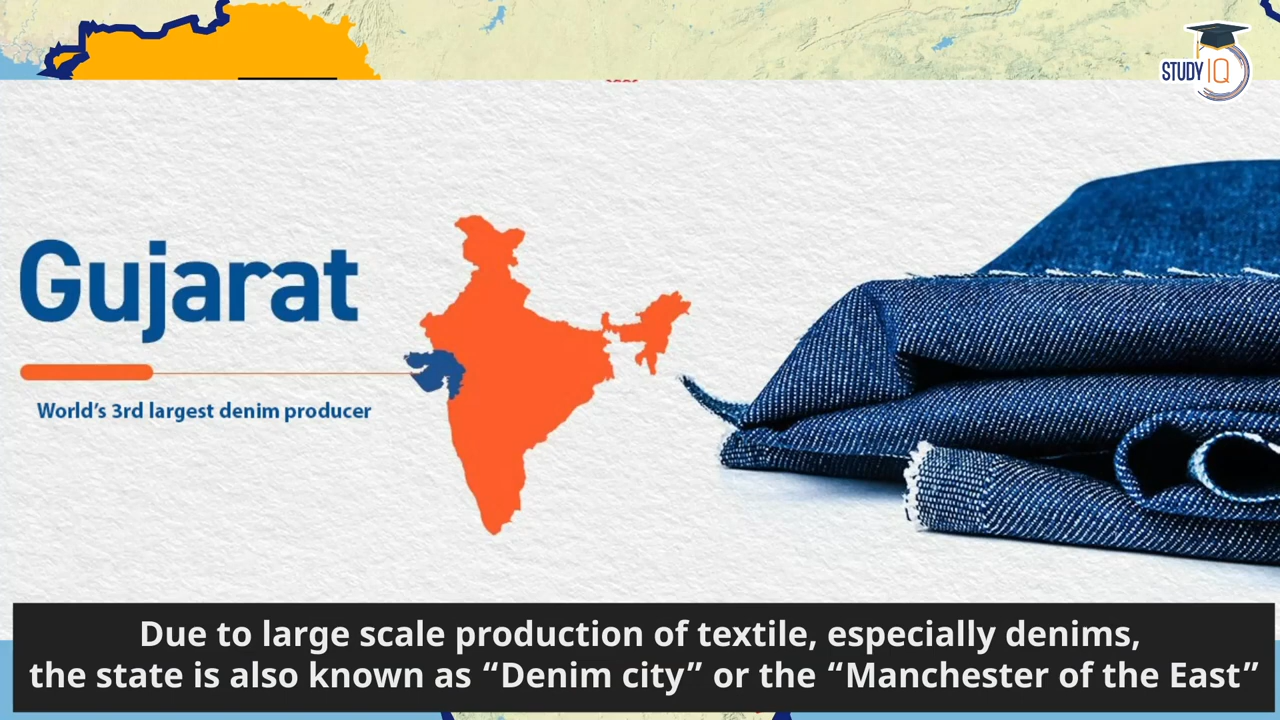 STUDY IQ
Gujarat
World's 3rd largest denim producer
Due to large scale production of textile, especially denims,
the state is also known as “Denim city” or the “Manchester of the East”